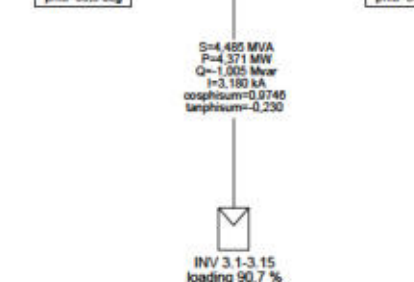 S=4,485 MVA
P=4,371 MW
Q=-1,005 Mvar
I=3,180 kA
cosphisum=0,9746
tanphisum=-0,230
INV 3.1-3.15
loading 90.7 %